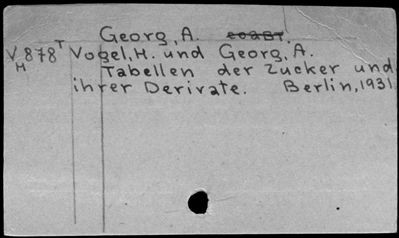 Georg, A.
V 878 T Vogel, H. und Georg, A.
H Tabellen der Zucker und
ihrer Derivate. Berlin, 1931